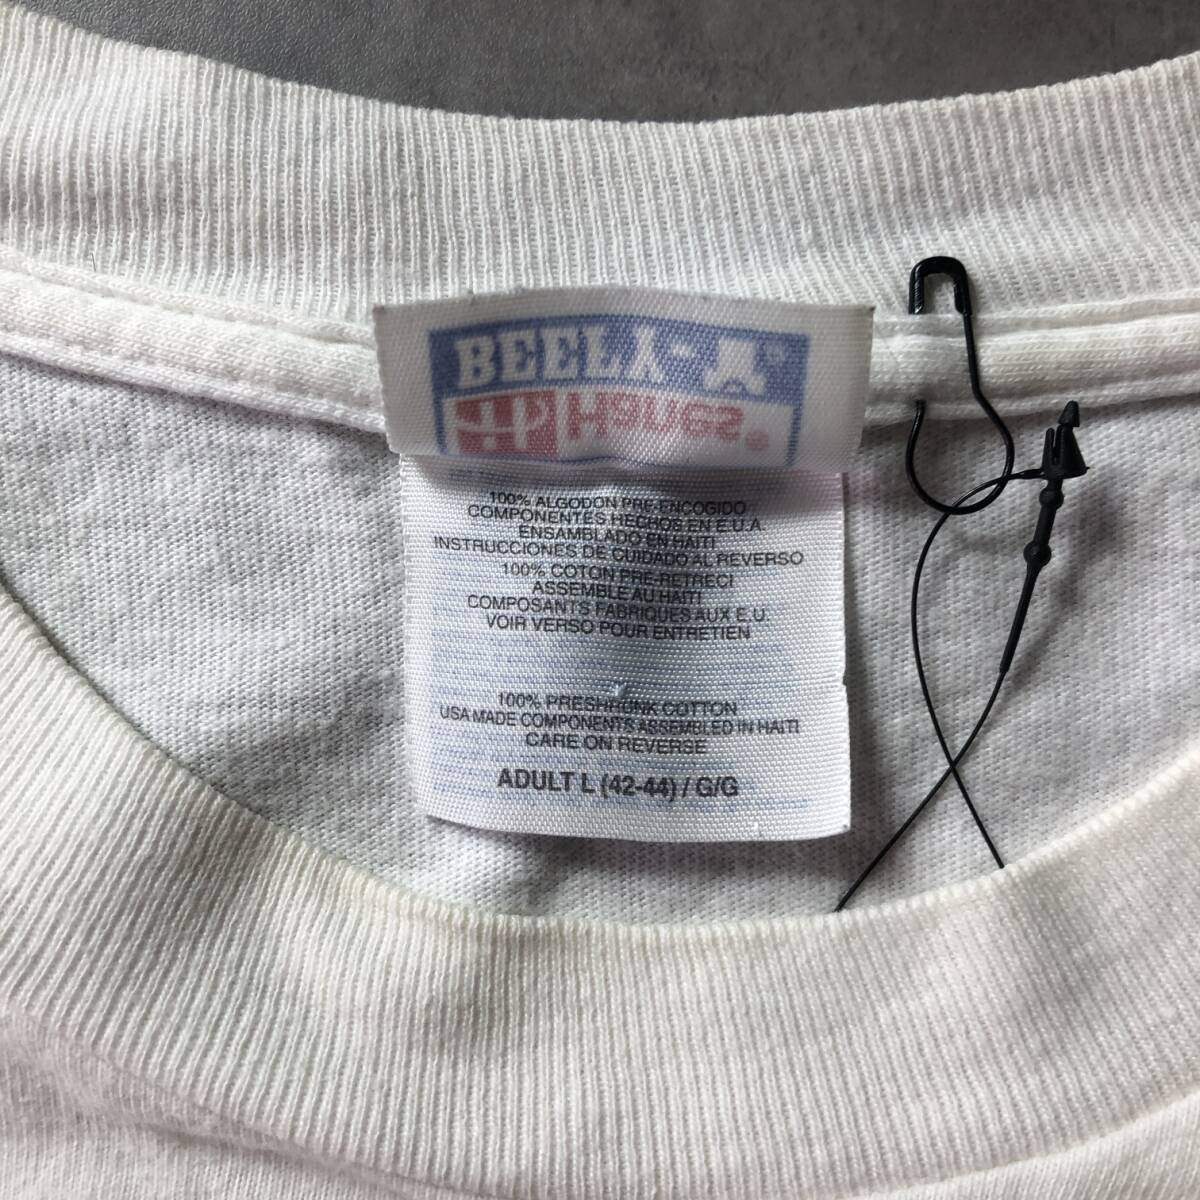 BEEFY-T®
Hanes®
100% ALGODON PRE-ENCOGIDO
COMPONENTES HECHOS EN E.U.A.
ENSAMBLADO EN HAITI
INSTRUCCIONES DE CUIDADO AL REVERSO
100% COTON PRE-RETRECI
ASSEMBLE AU HAITI
COMPOSANTS FABRIQUES AUX E.U.
VOIR VERSO POUR ENTRETIEN
100% PRESHRUNK COTTON
USA MADE COMPONENTS ASSEMBLED IN HAITI
CARE ON REVERSE
ADULT L (42-44) / G/G